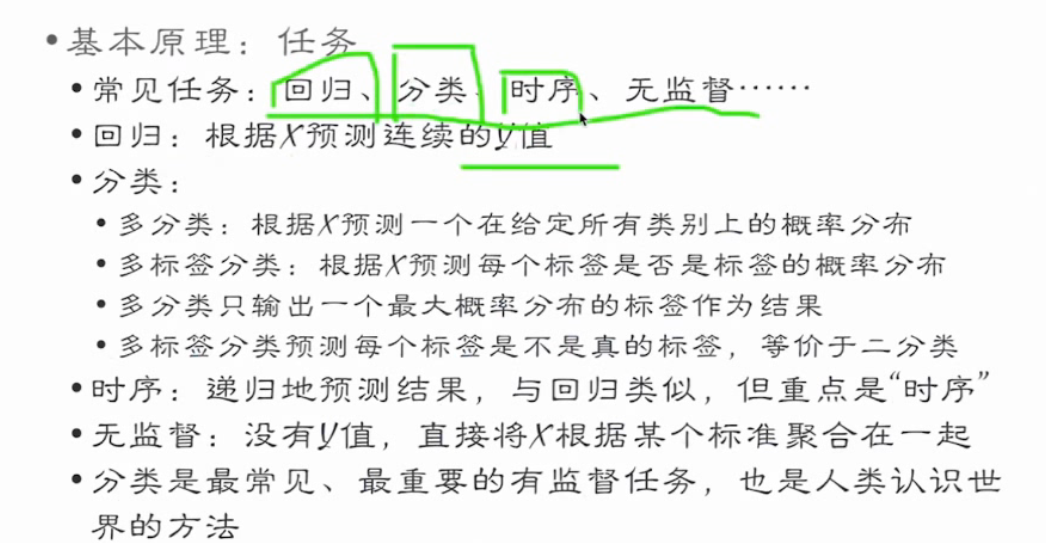 •基本原理：任务
•常见任务：回归、分类、时序、无监督……
•回归：根据X预测连续的y值
•分类：
•多分类：根据X预测一个在给定所有类别上的概率分布
•多标签分类：根据X预测每个标签是否是标签的概率分布
•多分类只输出一个最大概率分布的标签作为结果
•多标签分类预测每个标签是不是真的标签，等价于二分类
•时序：递归地预测结果，与回归类似，但重点是“时序”
•无监督：没有y值，直接将X根据某个标准聚合在一起
•分类是最常见、最重要的有监督任务，也是人类认识世
界的方法